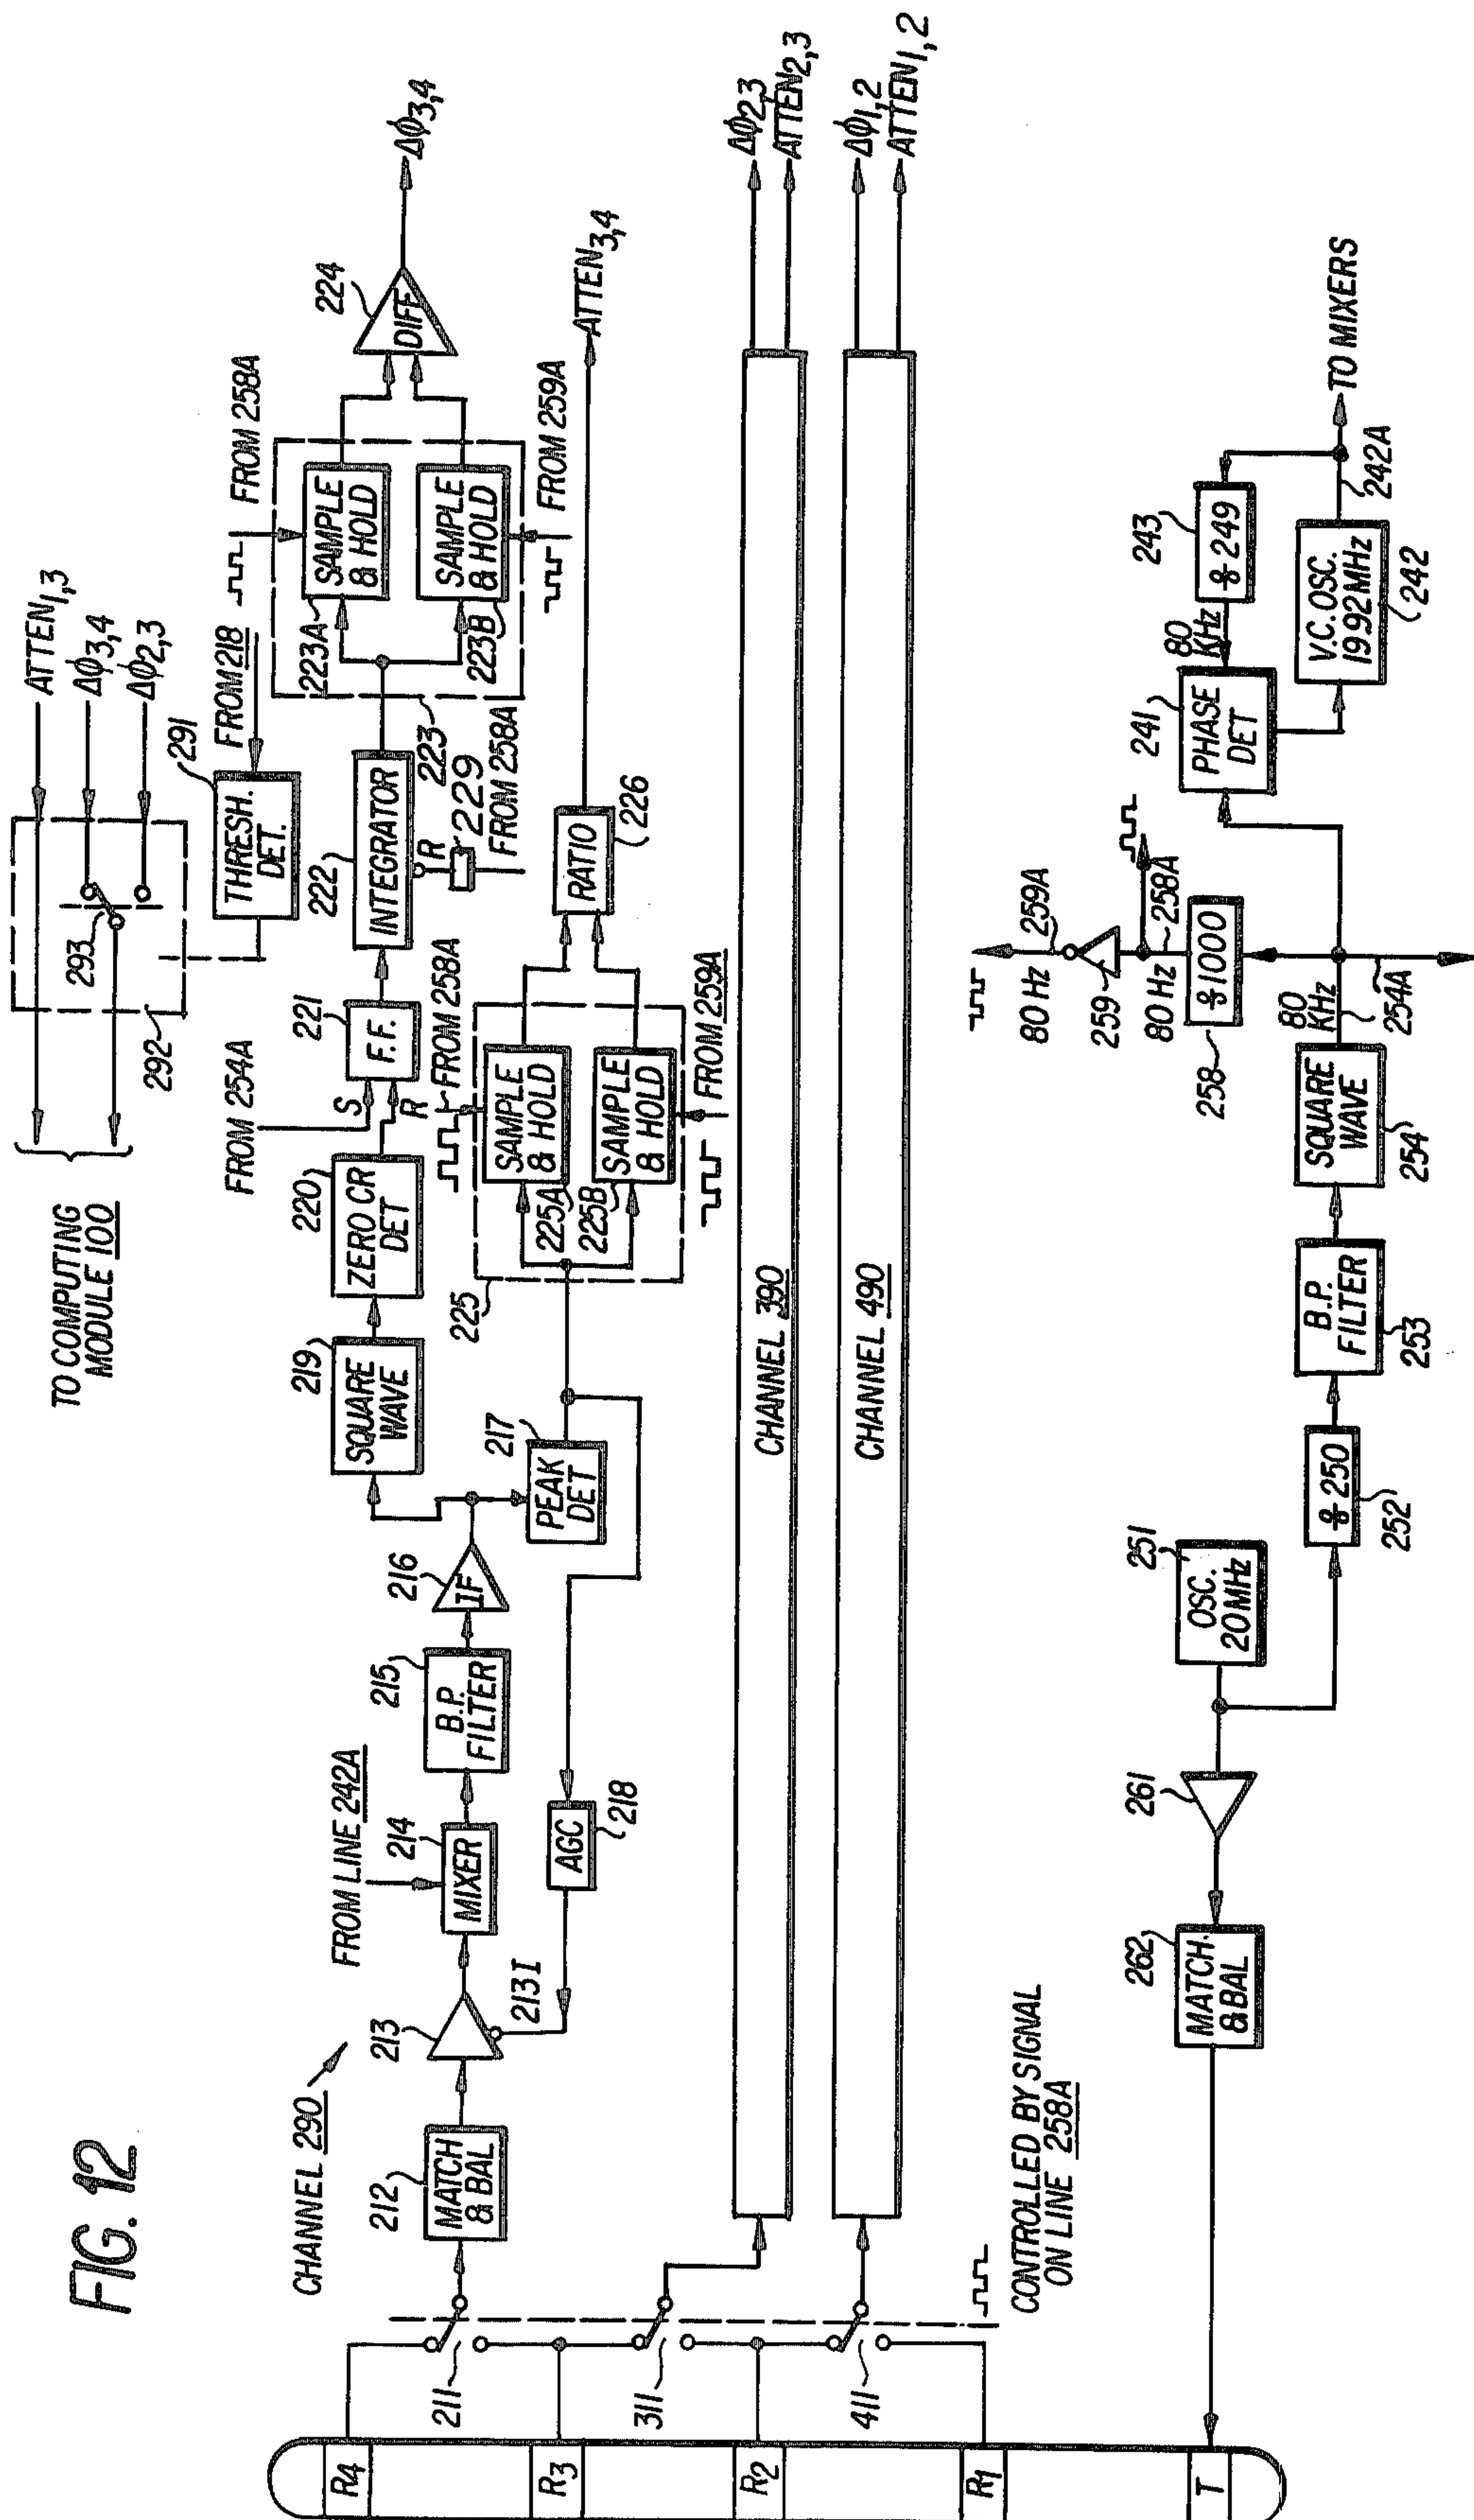 FIG. 12
TO COMPUTING
MODULE 100
292
293
ATTEN1,3
Δϕ3,4
Δϕ2,3
291
THRESH.
DET.
FROM 218
CHANNEL 290
211
212
MATCH
& BAL
213
213I
FROM LINE 242A
214
MIXER
215
B.P.
FILTER
216
IF
217
PEAK
DET
AGC
218
219
SQUARE
WAVE
220
ZERO CR
DET
FROM 254A
S
R
221
F.F.
222
INTEGRATOR
R
229
FROM 258A
223
223A
SAMPLE
& HOLD
FROM 258A
223B
SAMPLE
& HOLD
FROM 259A
224
DIFF
Δϕ3,4
225
225A
SAMPLE
& HOLD
FROM 258A
225B
SAMPLE
& HOLD
FROM 259A
RATIO
226
ATTEN3,4
311
CHANNEL 390
Δϕ2,3
ATTEN2,3
411
CHANNEL 490
Δϕ1,2
ATTEN1,2
CONTROLLED BY SIGNAL
ON LINE 258A
R4
R3
R2
R1
T
262
MATCH.
& BAL
261
251
OSC.
20 MHz
÷ 250
252
B.P.
FILTER
253
SQUARE
WAVE
254
80
KHz
254A
258
÷ 1000
80 Hz
258A
259
80 Hz
259A
241
PHASE
DET
80
KHz
243
÷ 249
V.C. OSC.
19.92 MHz
242
242A
TO MIXERS